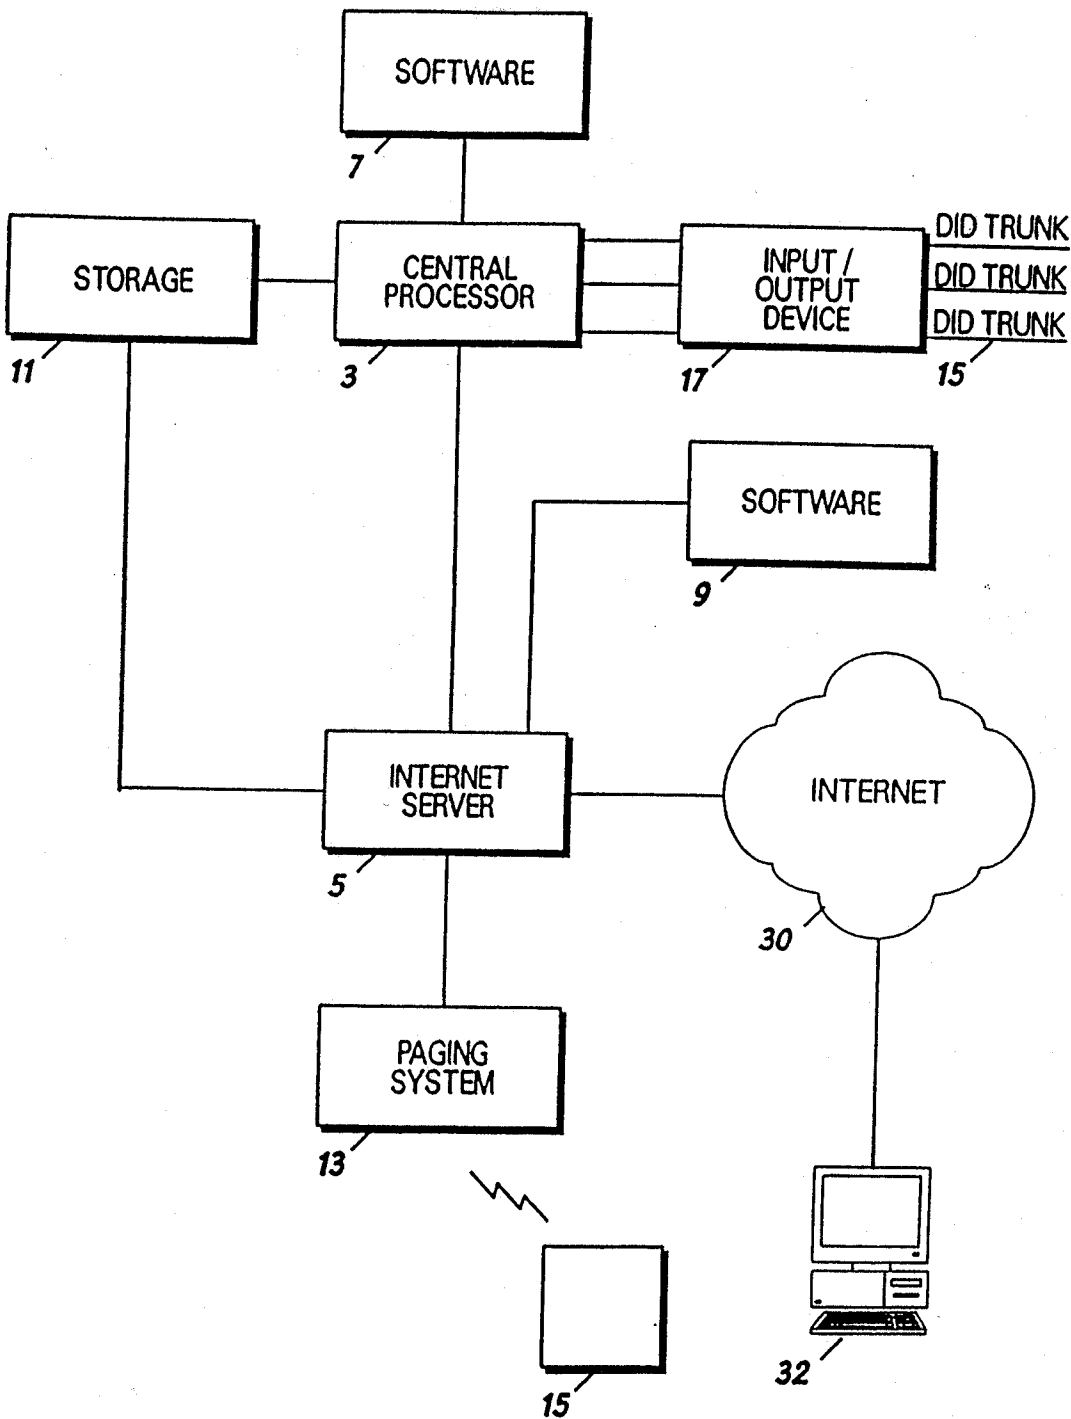 SOFTWARE
7
STORAGE
11
CENTRAL
PROCESSOR
3
INPUT /
OUTPUT
DEVICE
17
DID TRUNK
DID TRUNK
DID TRUNK
15
SOFTWARE
9
INTERNET
SERVER
5
INTERNET
30
PAGING
SYSTEM
13
15
32